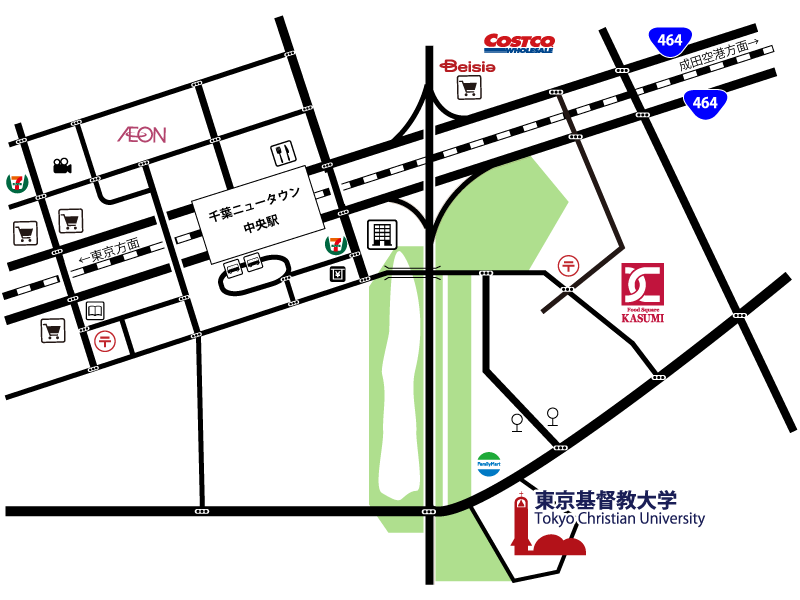 COSTCO
WHOLESALE
464
Beisia
成田空港方面→
464
AEON
7
千葉ニュータウン
中央駅
←東京方面
7
〒
Food Square
KASUMI
〒
FamilyMart
東京基督教大学
Tokyo Christian University